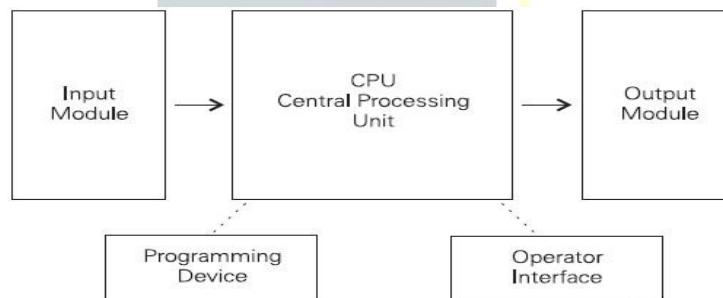 Input
Module
CPU
Central Processing
Unit
Output
Module
Programming
Device
Operator
Interface